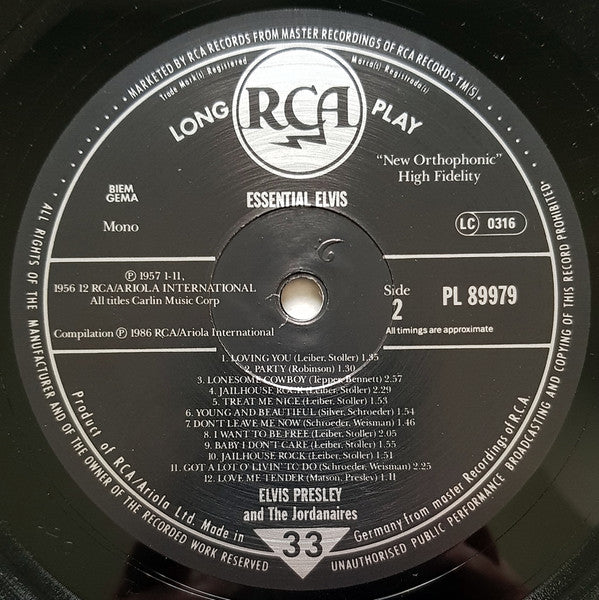 MARKETED BY RCA RECORDS FROM MASTER RECORDINGS OF RCA RECORDS TM(S).
Trade Mark(s) Registered
Marca(s) Registrada(s)
LONG RCA PLAY
"New Orthophonic"
High Fidelity
BIEM
GEMA
ESSENTIAL ELVIS
Mono
LC 0316
℗ 1957 1-11,
1956 12 RCA/ARIOLA INTERNATIONAL
All titles Carlin Music Corp
Side
2
PL 89979
Compilation ℗ 1986 RCA/Ariola International
All timings are approximate
1. LOVING YOU (Leiber, Stoller) 1.35
2. PARTY (Robinson) 1.30
3. LONESOME COWBOY (Tepper, Bennett) 2.57
4. JAILHOUSE ROCK (Leiber, Stoller) 2.29
5. TREAT ME NICE (Leiber, Stoller) 1.53
6. YOUNG AND BEAUTIFUL (Silver, Schroeder) 1.54
7. DON'T LEAVE ME NOW (Schroeder, Weisman) 1.46
8. I WANT TO BE FREE (Leiber, Stoller) 2.05
9. BABY I DON'T CARE (Leiber, Stoller) 1.55
10. JAILHOUSE ROCK (Leiber, Stoller) 1.51
11. GOT A LOT O' LIVIN' TO DO (Schroeder, Weisman) 2.25
12. LOVE ME TENDER (Matson, Presley) 1.11
ELVIS PRESLEY
and The Jordanaires
33
Product of RCA/Ariola Ltd. Made in Germany from master Recordings of R.C.A.
ALL RIGHTS OF THE MANUFACTURER AND OF THE OWNER OF THE RECORDED WORK RESERVED
UNAUTHORISED PUBLIC PERFORMANCE BROADCASTING AND COPYING OF THIS RECORD PROHIBITED.